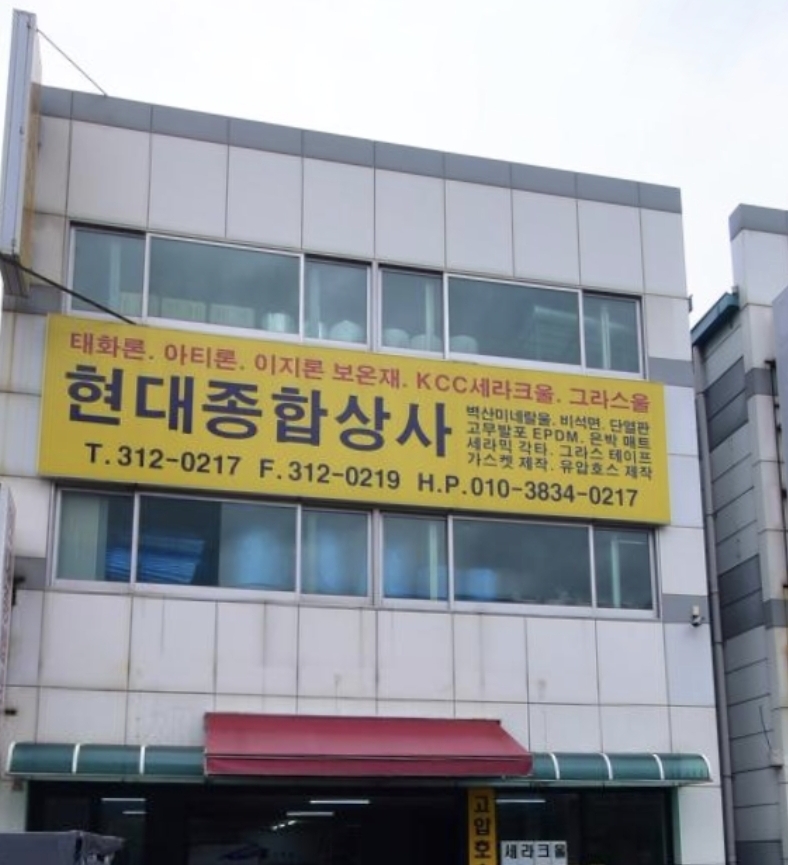 태화론. 아티론. 이지론 보온재. KCC세라크울. 그라스울
현대종합상사
벽산미네랄울. 비석면. 단열판
고무발포 EPDM. 은박 매트
세라믹 각타. 그라스 테이프
가스켓 제작. 유압호스 제작
T. 312-0217 F. 312-0219 H.P. 010-3834-0217
고압호
세라크울